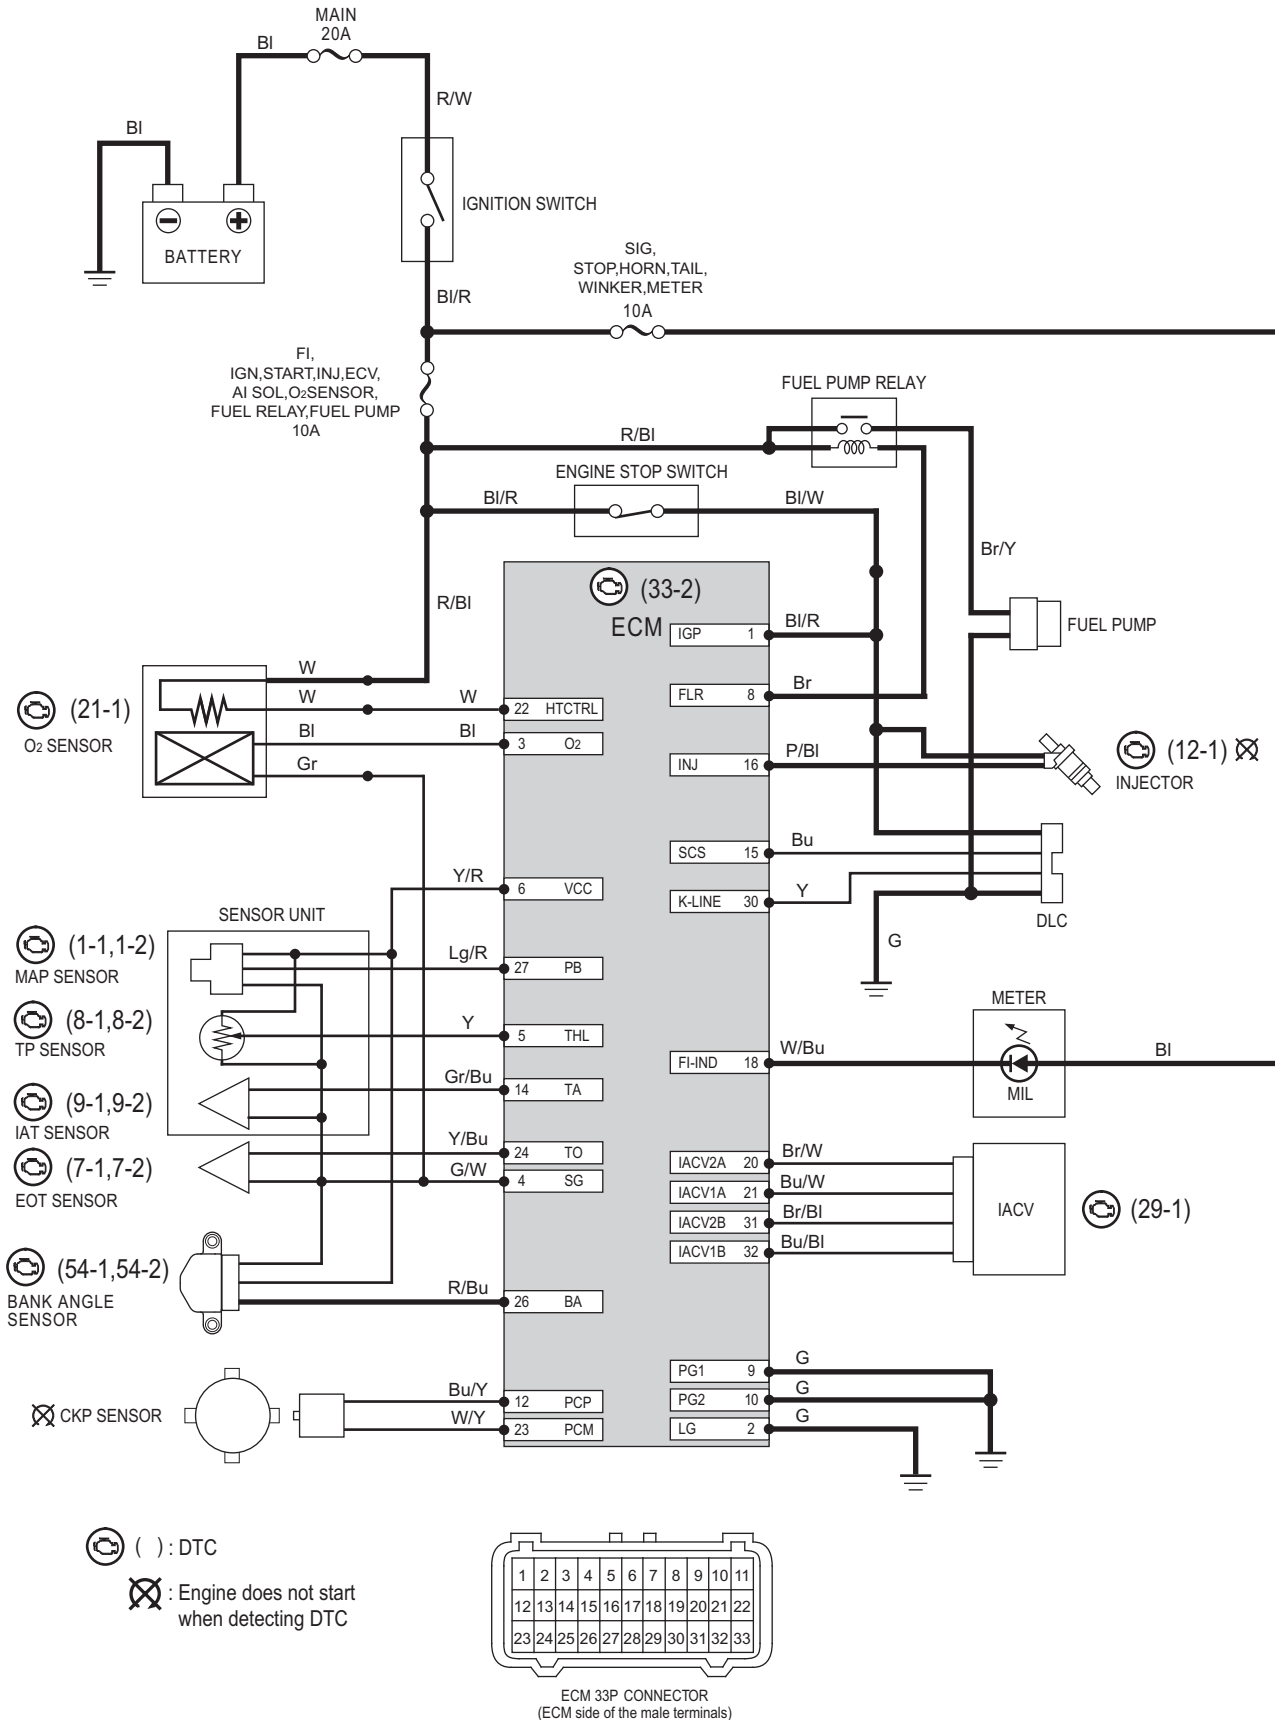 MAIN
20A
Bl
R/W
Bl
IGNITION SWITCH
BATTERY
Bl/R
SIG,
STOP,HORN,TAIL,
WINKER,METER
10A
FI,
IGN,START,INJ,ECV,
AI SOL,O2SENSOR,
FUEL RELAY,FUEL PUMP
10A
FUEL PUMP RELAY
R/Bl
ENGINE STOP SWITCH
Bl/R
Bl/W
Br/Y
FUEL PUMP
R/Bl
(33-2)
ECM
IGP 1
Bl/R
FLR 8
Br
INJ 16
P/Bl
(12-1)
INJECTOR
SCS 15
Bu
K-LINE 30
Y
DLC
G
(21-1)
O2 SENSOR
W
W
W
22 HTCTRL
Bl
Bl
3 O2
Gr
Y/R
6 VCC
SENSOR UNIT
(1-1,1-2)
MAP SENSOR
Lg/R
27 PB
(8-1,8-2)
TP SENSOR
Y
5 THL
Gr/Bu
14 TA
(9-1,9-2)
IAT SENSOR
Y/Bu
24 TO
G/W
4 SG
(7-1,7-2)
EOT SENSOR
METER
FI-IND 18
W/Bu
MIL
Bl
IACV2A 20
Br/W
IACV1A 21
Bu/W
IACV2B 31
Br/Bl
IACV1B 32
Bu/Bl
IACV
(29-1)
(54-1,54-2)
BANK ANGLE
SENSOR
R/Bu
26 BA
CKP SENSOR
Bu/Y
12 PCP
W/Y
23 PCM
PG1 9
G
PG2 10
G
LG 2
G
( ) : DTC
: Engine does not start
when detecting DTC
1 2 3 4 5 6 7 8 9 10 11
12 13 14 15 16 17 18 19 20 21 22
23 24 25 26 27 28 29 30 31 32 33
ECM 33P CONNECTOR
(ECM side of the male terminals)